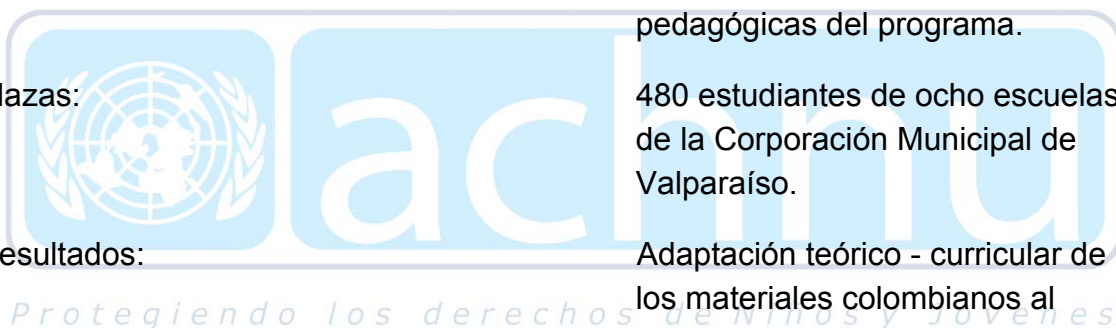 pedagógicas del programa.
lazas:
480 estudiantes de ocho escuelas
de la Corporación Municipal de
Valparaíso.
achnu
esultados:
Adaptación teórico - curricular de
los materiales colombianos al
Protegiendo los derechos de Niños y Jóvenes